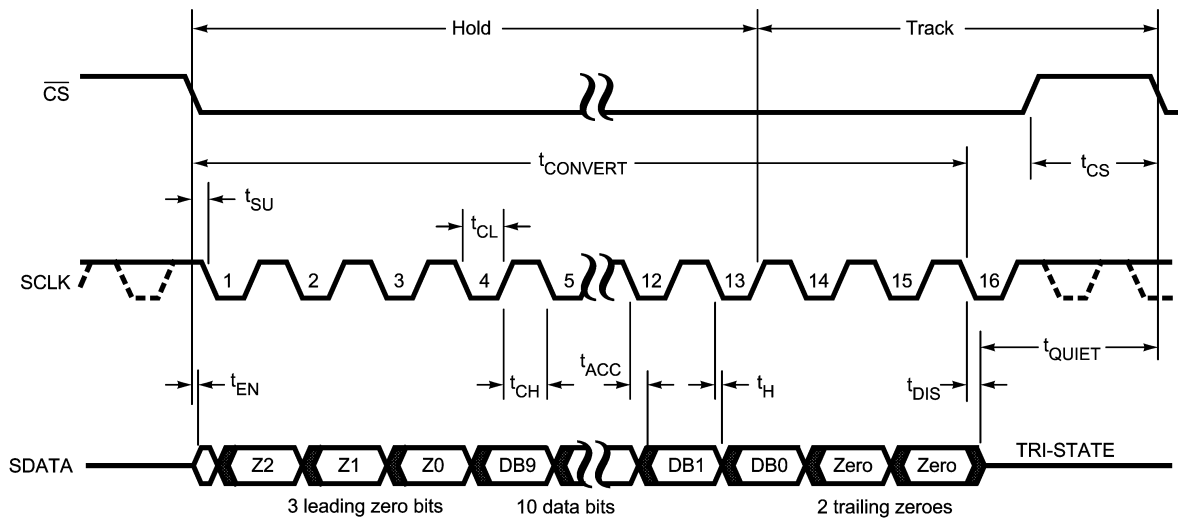 Hold Track
CS
tCONVERT tCS
tSU
tCL
SCLK 1 2 3 4 5 12 13 14 15 16
tEN tCH tACC tH tDIS tQUIET
SDATA Z2 Z1 Z0 DB9 DB1 DB0 Zero Zero TRI-STATE
3 leading zero bits 10 data bits 2 trailing zeroes